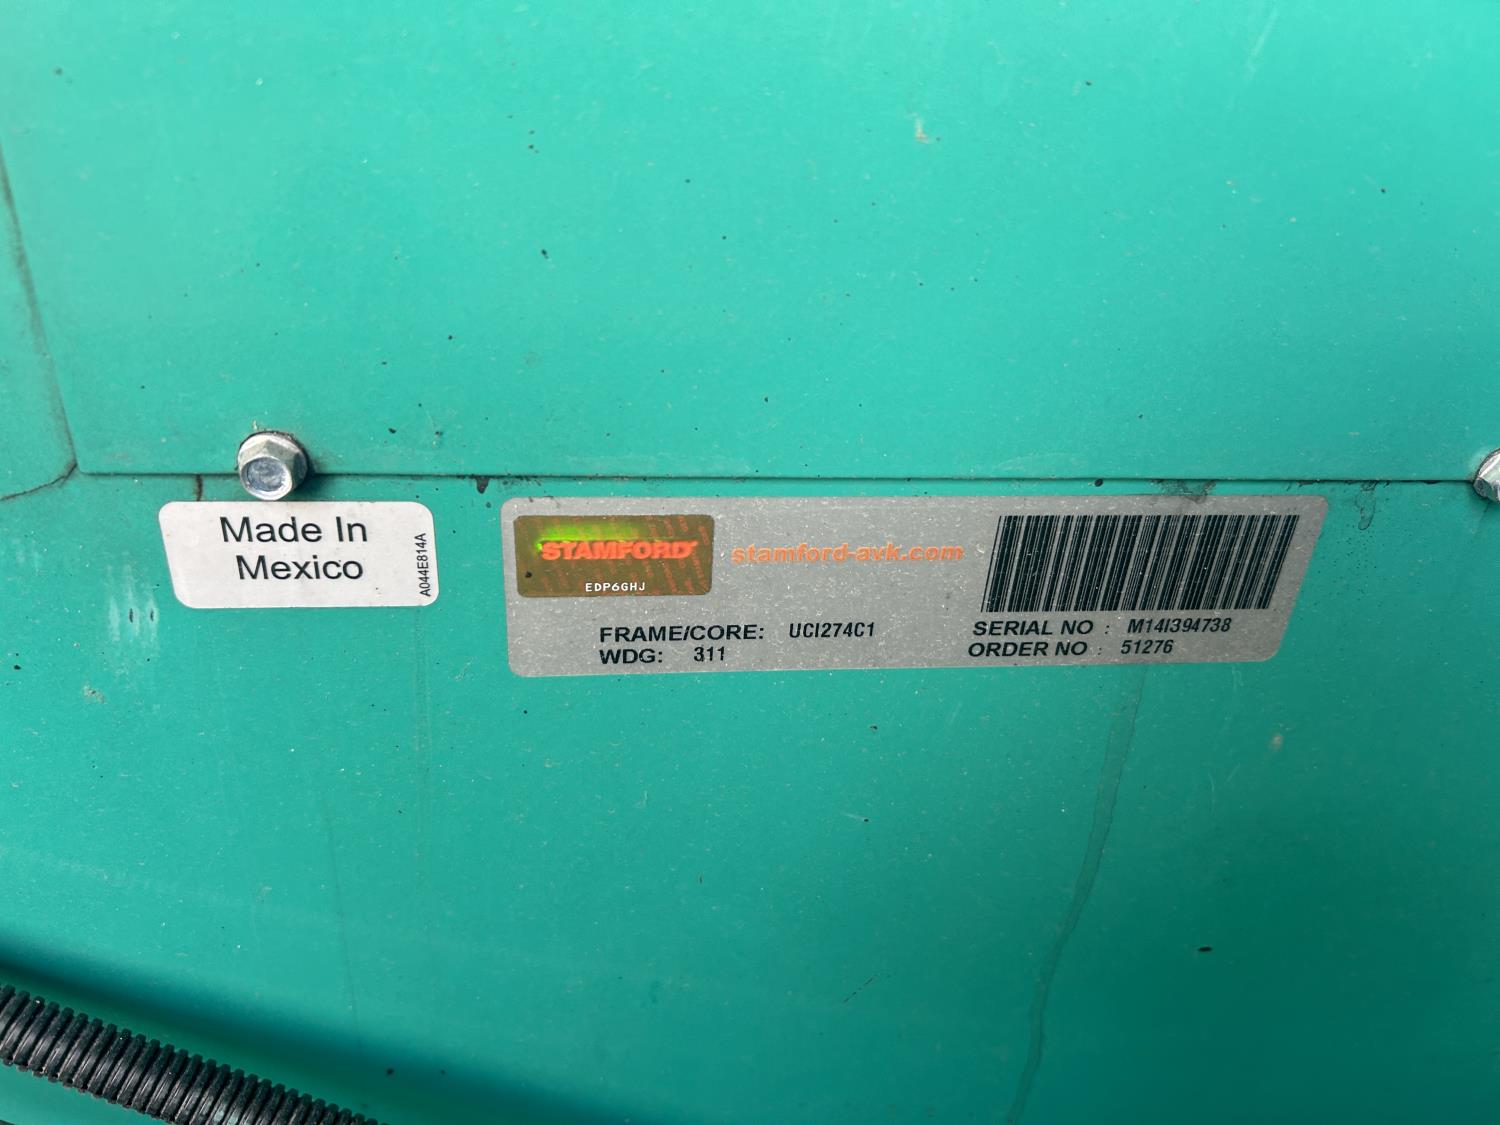 Made In
Mexico
A044E814A
STAMFORD
EDP6GHJ
stamford-avk.com
FRAME/CORE: UCI274C1
WDG: 311
SERIAL NO : M14I394738
ORDER NO : 51276